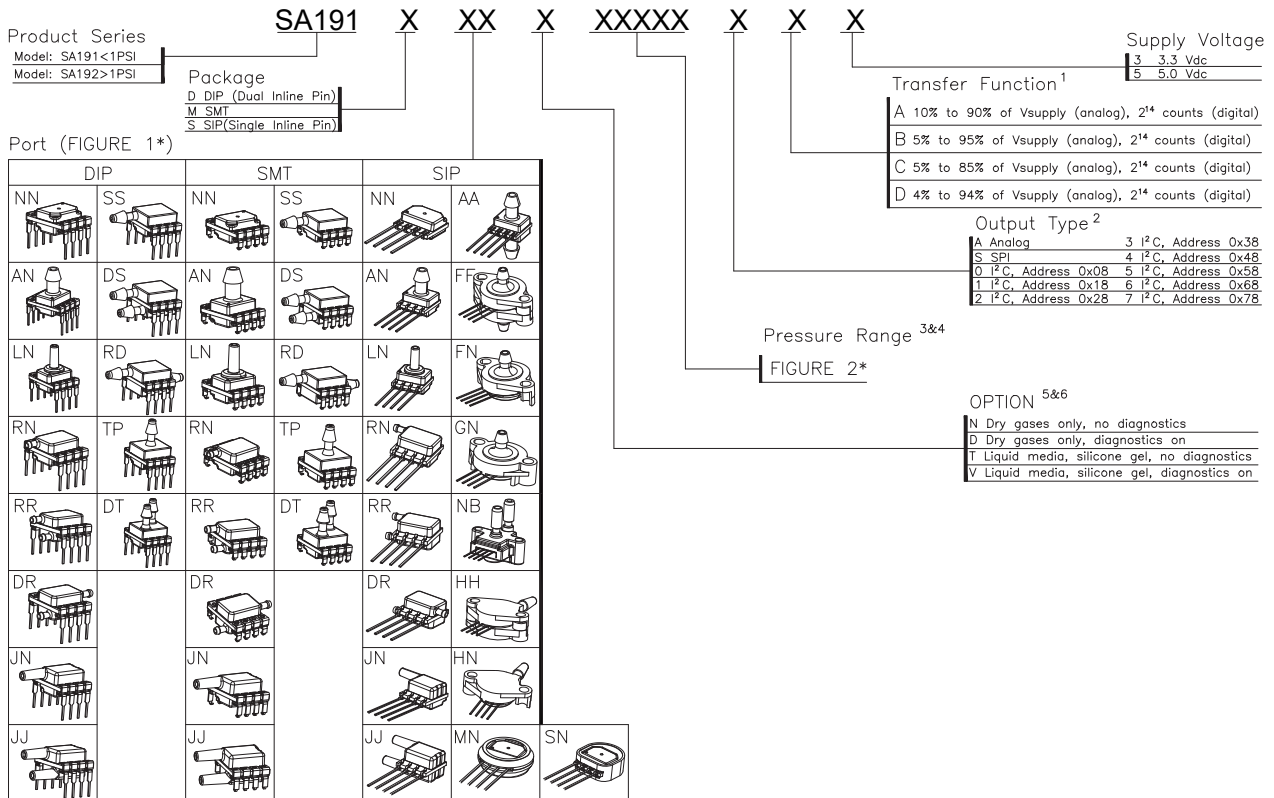 SA191 X XX X XXXXX X X X
Product Series
Model: SA191<1PSI
Model: SA192>1PSI
Package
D DIP (Dual Inline Pin)
M SMT
S SIP(Single Inline Pin)
Supply Voltage
3 3.3 Vdc
5 5.0 Vdc
Transfer Function¹
A 10% to 90% of Vsupply (analog), 2¹⁴ counts (digital)
B 5% to 95% of Vsupply (analog), 2¹⁴ counts (digital)
C 5% to 85% of Vsupply (analog), 2¹⁴ counts (digital)
D 4% to 94% of Vsupply (analog), 2¹⁴ counts (digital)
Output Type²
A Analog 3 I²C, Address 0x38
S SPI 4 I²C, Address 0x48
0 I²C, Address 0x08 5 I²C, Address 0x58
1 I²C, Address 0x18 6 I²C, Address 0x68
2 I²C, Address 0x28 7 I²C, Address 0x78
Pressure Range 3&4
FIGURE 2*
OPTION 5&6
N Dry gases only, no diagnostics
D Dry gases only, diagnostics on
T Liquid media, silicone gel, no diagnostics
V Liquid media, silicone gel, diagnostics on
Port (FIGURE 1*)
DIP SMT SIP
NN SS NN SS NN AA
AN DS AN DS AN FF
LN RD LN RD LN FN
RN TP RN TP RN GN
RR DT RR DT RR NB
DR DR DR HH
JN JN JN HN
JJ JJ JJ MN SN